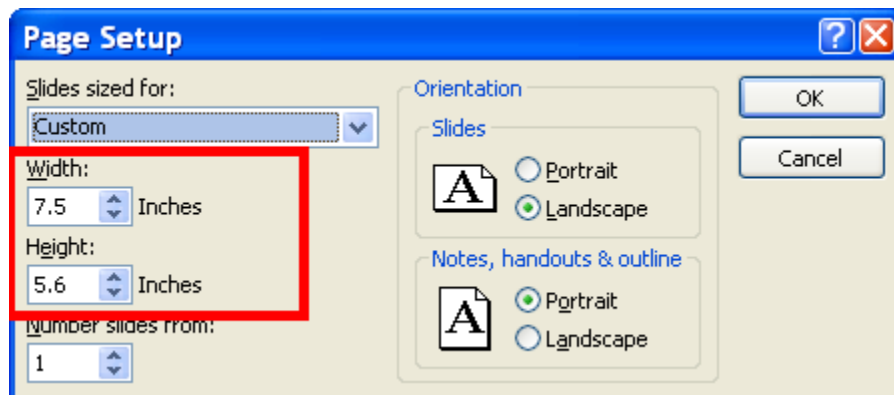 Page Setup
Slides sized for:
Custom
Width:
7.5 Inches
Height:
5.6 Inches
Number slides from:
1
Orientation
Slides
A
Portrait
Landscape
Notes, handouts & outline
A
Portrait
Landscape
OK
Cancel